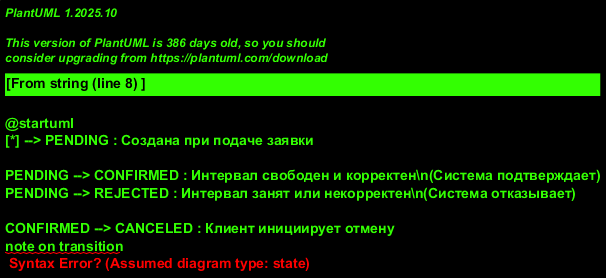 PlantUML 1.2025.10
This version of PlantUML is 386 days old, so you should
consider upgrading from https://plantuml.com/download
[From string (line 8) ]
@startuml
[*] --> PENDING : Создана при подаче заявки
PENDING --> CONFIRMED : Интервал свободен и корректен\n(Система подтверждает)
PENDING --> REJECTED : Интервал занят или некорректен\n(Система отказывает)
CONFIRMED --> CANCELED : Клиент инициирует отмену
note on transition
Syntax Error? (Assumed diagram type: state)